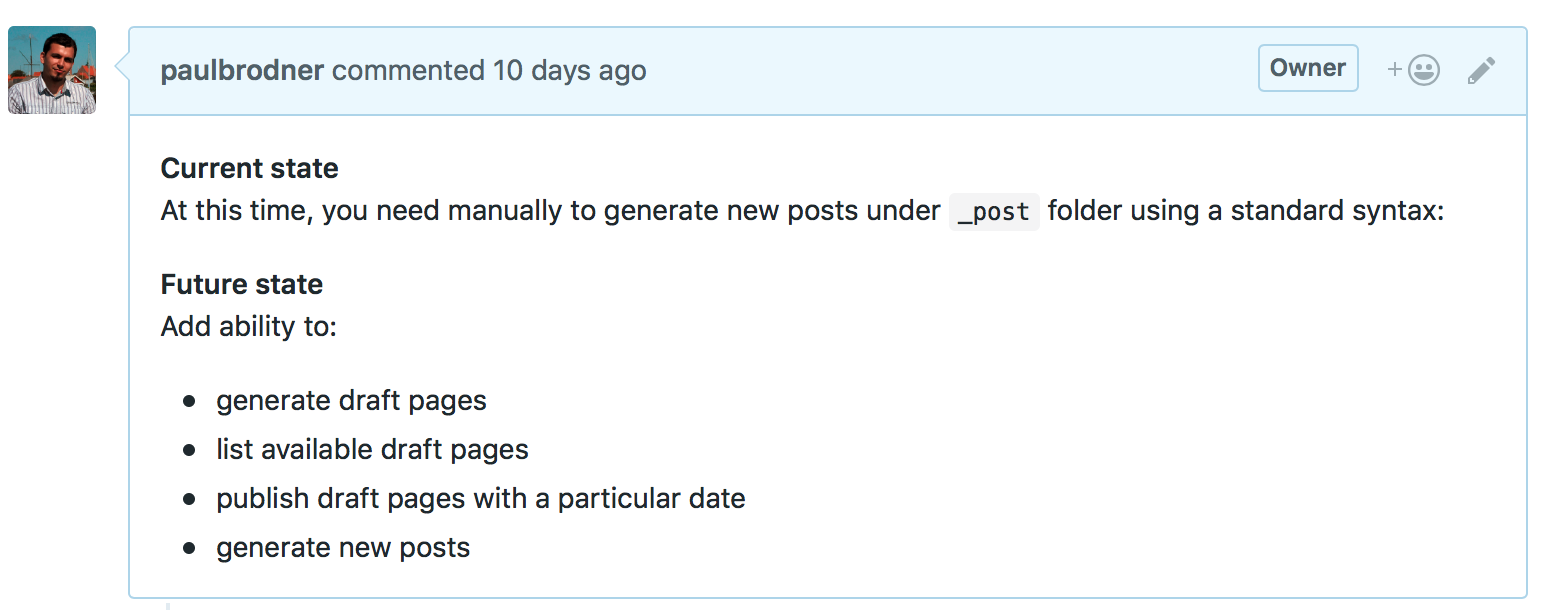 paulbrodner commented 10 days ago Owner
Current state
At this time, you need manually to generate new posts under _post folder using a standard syntax:
Future state
Add ability to:
generate draft pages
list available draft pages
publish draft pages with a particular date
generate new posts